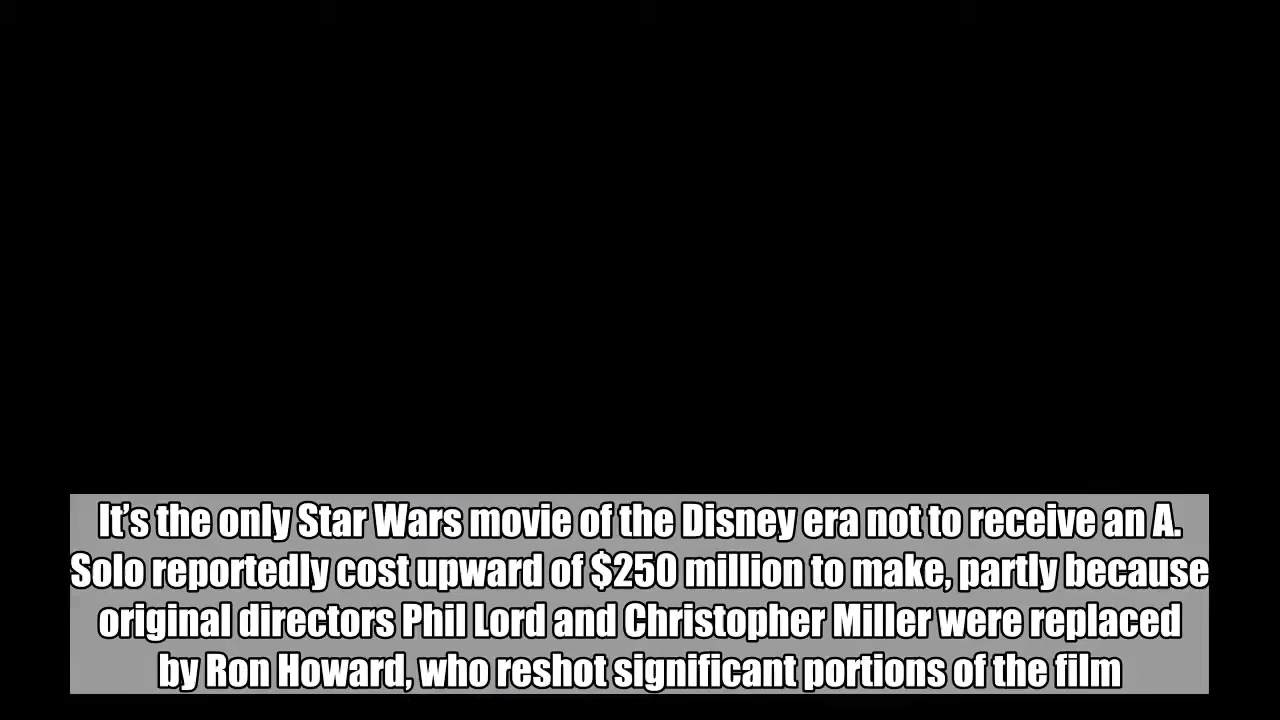 It’s the only Star Wars movie of the Disney era not to receive an A.
Solo reportedly cost upward of $250 million to make, partly because
original directors Phil Lord and Christopher Miller were replaced
by Ron Howard, who reshot significant portions of the film